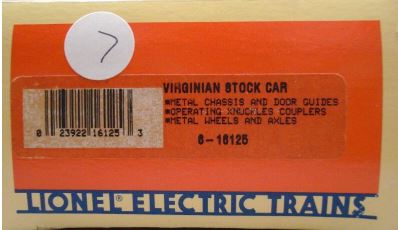 7
VIRGINIAN STOCK CAR
*METAL CHASSIS AND DOOR GUIDES
*OPERATING KNUCKLES COUPLERS
*METAL WHEELS AND AXLES
6-16125
0 23922 16125 3
LIONEL® ELECTRIC TRAINS